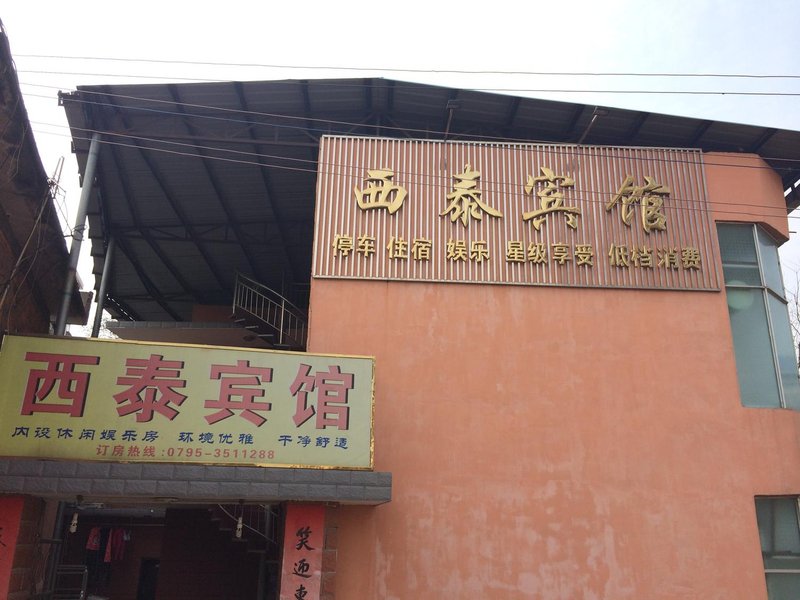 西泰宾馆
停车 住宿 娱乐 星级享受 低档消费
西泰宾馆
内设休闲娱乐房 环境优雅 干净舒适
订房热线:0795-3511288
笑迎東